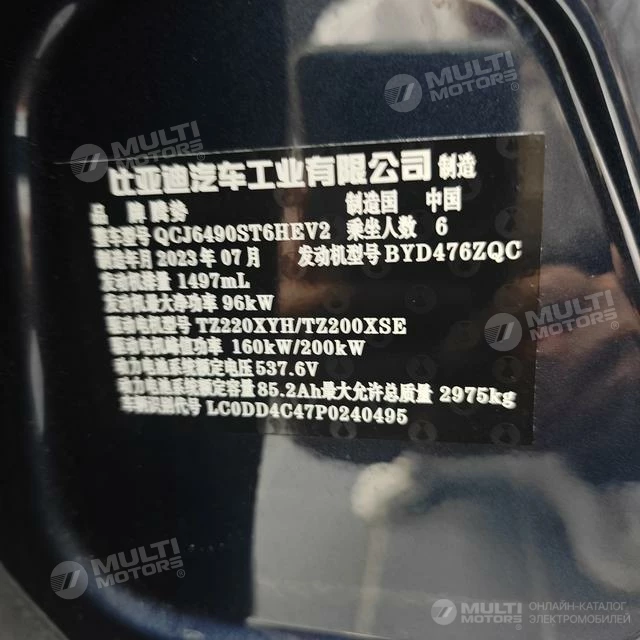 MULTI MOTORS®
MULTI MOTORS®
比亚迪汽车工业有限公司 制造
品 牌 腾势 制造国 中国
整车型号 QCJ6490ST6HEV2 乘坐人数 6
制造年月 2023年07月 发动机型号 BYD476ZQC
发动机排量 1497mL
发动机最大净功率 96kW
驱动电机型号 TZ220XYH/TZ200XSE
驱动电机峰值功率 160kW/200kW
动力电池系统额定电压 537.6V
动力电池系统额定容量 85.2Ah 最大允许总质量 2975kg
车辆识别代号 LC0DD4C47P0240495
MULTI MOTORS®
MULTI MOTORS®
MULTI MOTORS® ОНЛАЙН-КАТАЛОГ ЭЛЕКТРОМОБИЛЕЙ